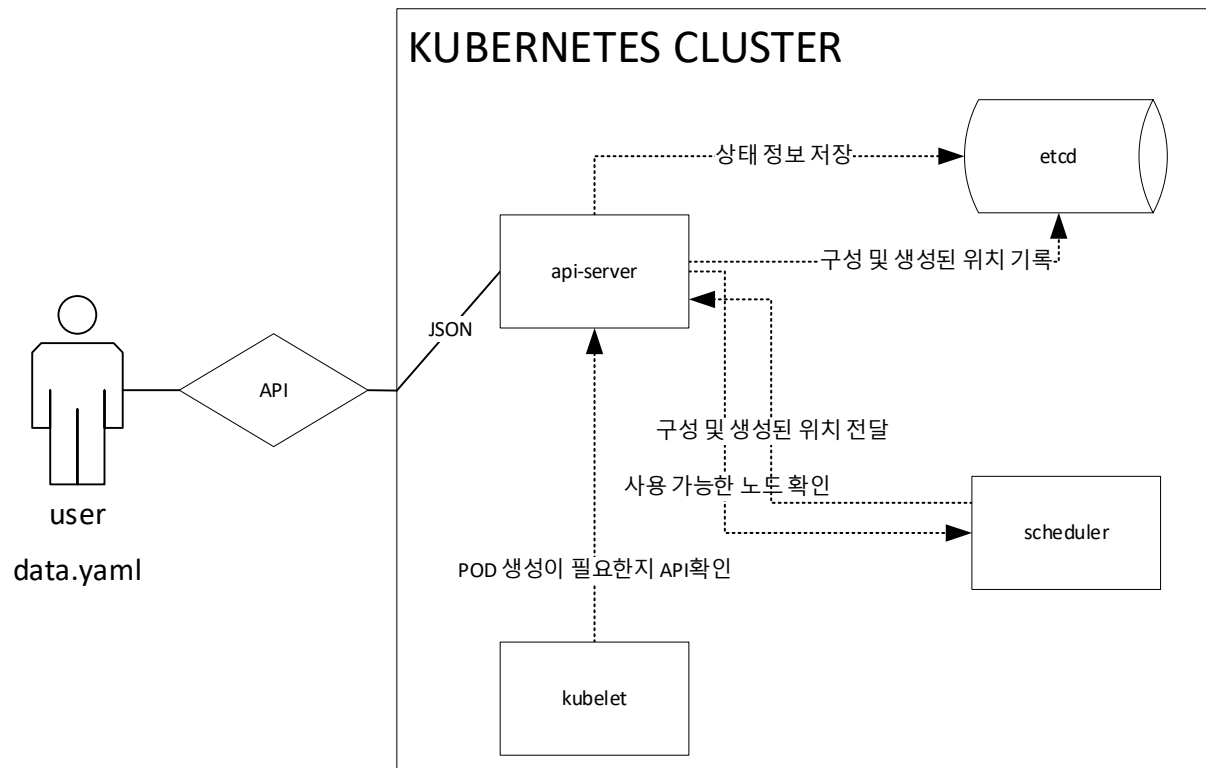 KUBERNETES CLUSTER
상태 정보 저장
etcd
api-server
구성 및 생성된 위치 기록
JSON
API
구성 및 생성된 위치 전달
사용 가능한 노드 확인
user
scheduler
data.yaml
POD 생성이 필요한지 API확인
kubelet